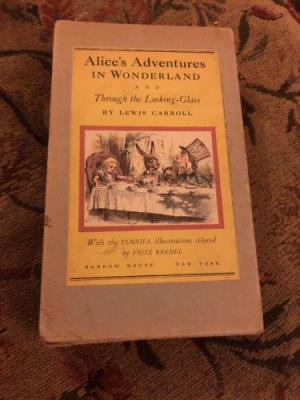 Alice's Adventures
IN WONDERLAND
AND
Through the Looking-Glass
BY LEWIS CARROLL
With the TENNIEL illustrations colored
by FRITZ KREDEL
RANDOM HOUSE NEW YORK